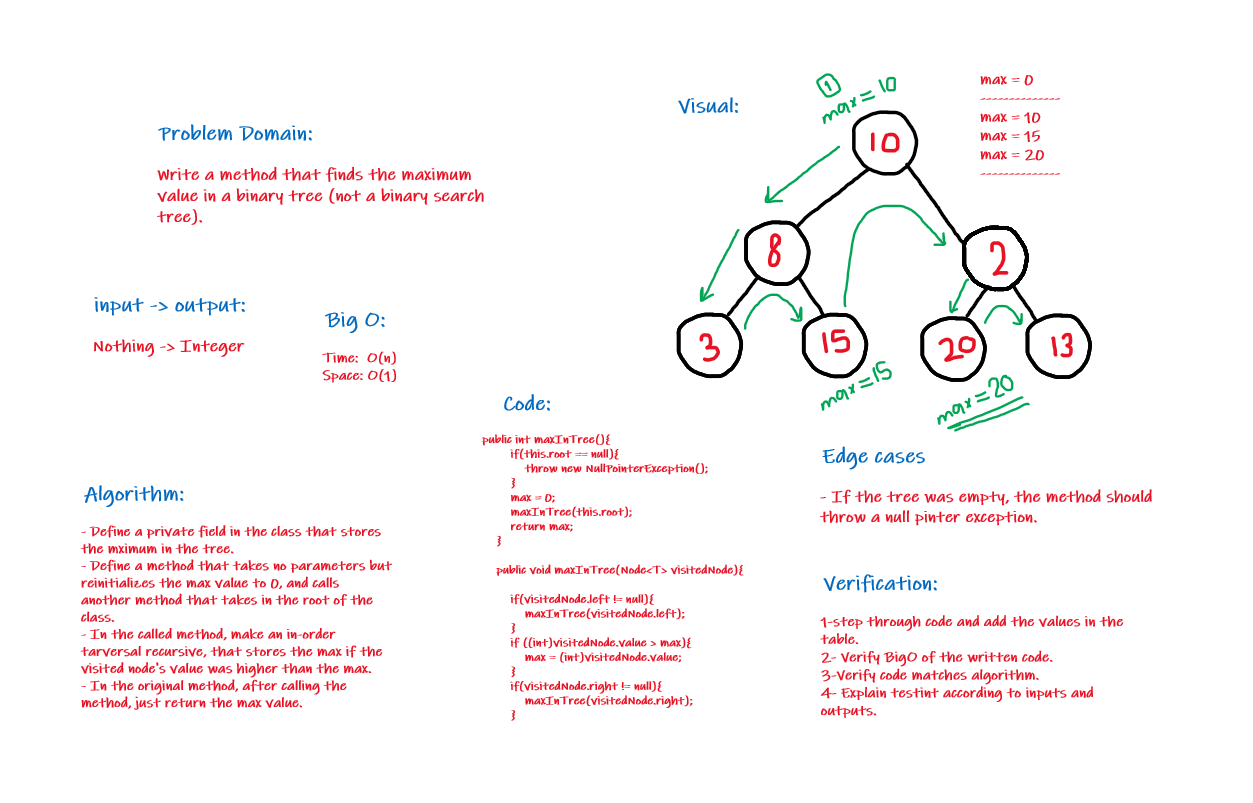 Problem Domain:
Write a method that finds the maximum
value in a binary tree (not a binary search
tree).
input -> output:
Nothing -> Integer
Big O:
Time: O(n)
Space: O(1)
Algorithm:
- Define a private field in the class that stores
the mximum in the tree.
- Define a method that takes no parameters but
reinitializes the max value to 0, and calls
another method that takes in the root of the
class.
- In the called method, make an in-order
tarversal recursive, that stores the max if the
visited node's value was higher than the max.
- In the original method, after calling the
method, just return the max value.
Code:
public int maxInTree(){
if(this.root == null){
throw new NullPointerException();
}
max = 0;
maxInTree(this.root);
return max;
}
public void maxInTree(Node<T> visitedNode){
if(visitedNode.left != null){
maxInTree(visitedNode.left);
}
if ((int)visitedNode.value > max){
max = (int)visitedNode.value;
}
if(visitedNode.right != null){
maxInTree(visitedNode.right);
}
Visual:
1
max = 10
10
8
2
3
15
20
13
max = 15
max = 20
max = 0
---------------
max = 10
max = 15
max = 20
---------------
Edge cases
- If the tree was empty, the method should
throw a null pinter exception.
Verification:
1-step through code and add the values in the
table.
2- Verify BigO of the written code.
3-Verify code matches algorithm.
4- Explain testint according to inputs and
outputs.